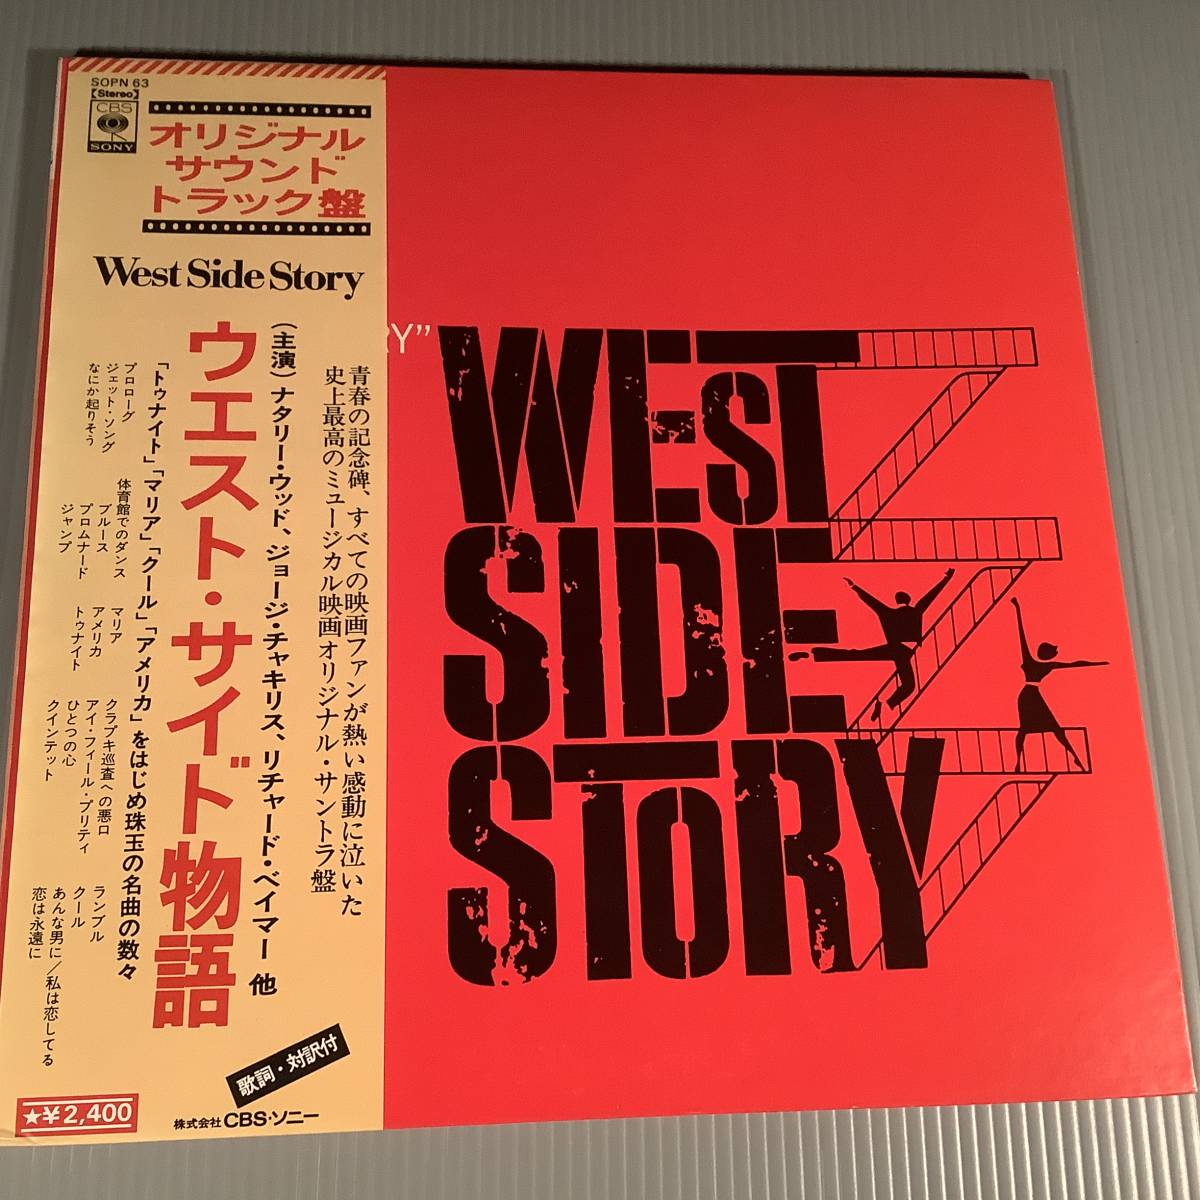 SOPN 63
【Stereo】
CBS
SONY
オリジナル
サウンド
トラック盤
West Side Story
青春の記念碑、すべての映画ファンが熱い感動に泣いた
史上最高のミュージカル映画オリジナル・サントラ盤
(主演) ナタリー・ウッド、ジョージ・チャキリス、リチャード・ベイマー 他
ウエスト・サイド物語
「トゥナイト」「マリア」「クール」「アメリカ」をはじめ珠玉の名曲の数々
プロローグ
ジェット・ソング
なにか起りそう
体育館でのダンス
ブルース
プロムナード
ジャンプ
マリア
アメリカ
トゥナイト
クラプキ巡査への悪口
アイ・フィール・プリティ
ひとつの心
クインテット
ランブル
クール
あんな男に/私は恋してる
恋は永遠に
歌詞・対訳付
★¥2,400
株式会社 CBS・ソニー
RY”
WEST
SIDE
STORY